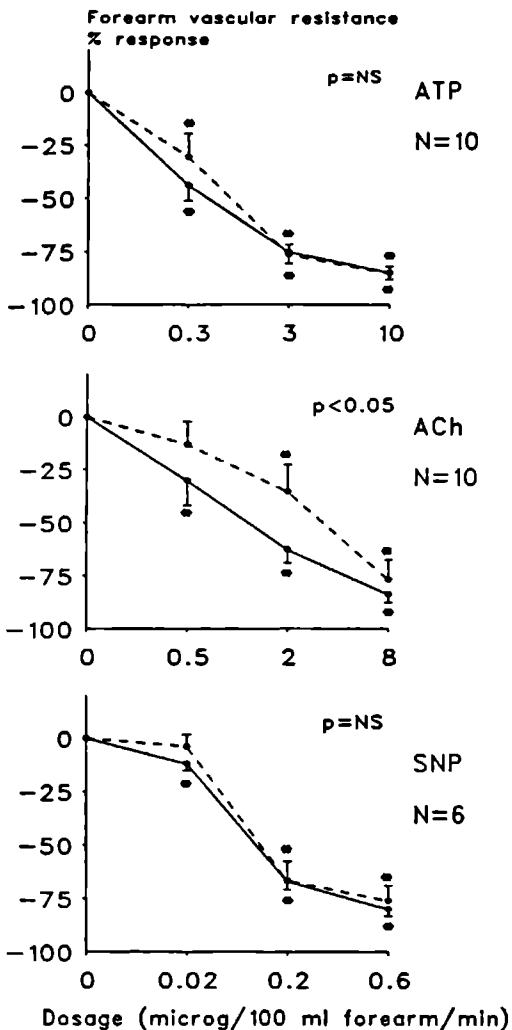 Forearm vascular resistance
% response
p=NS
ATP
N=10
0
-25
-50
-75
-100
0 0.3 3 10
p<0.05
ACh
N=10
0
-25
-50
-75
-100
0 0.5 2 8
p=NS
SNP
N=6
0
-25
-50
-75
-100
0 0.02 0.2 0.6
Dosage (microg/100 ml forearm/min)